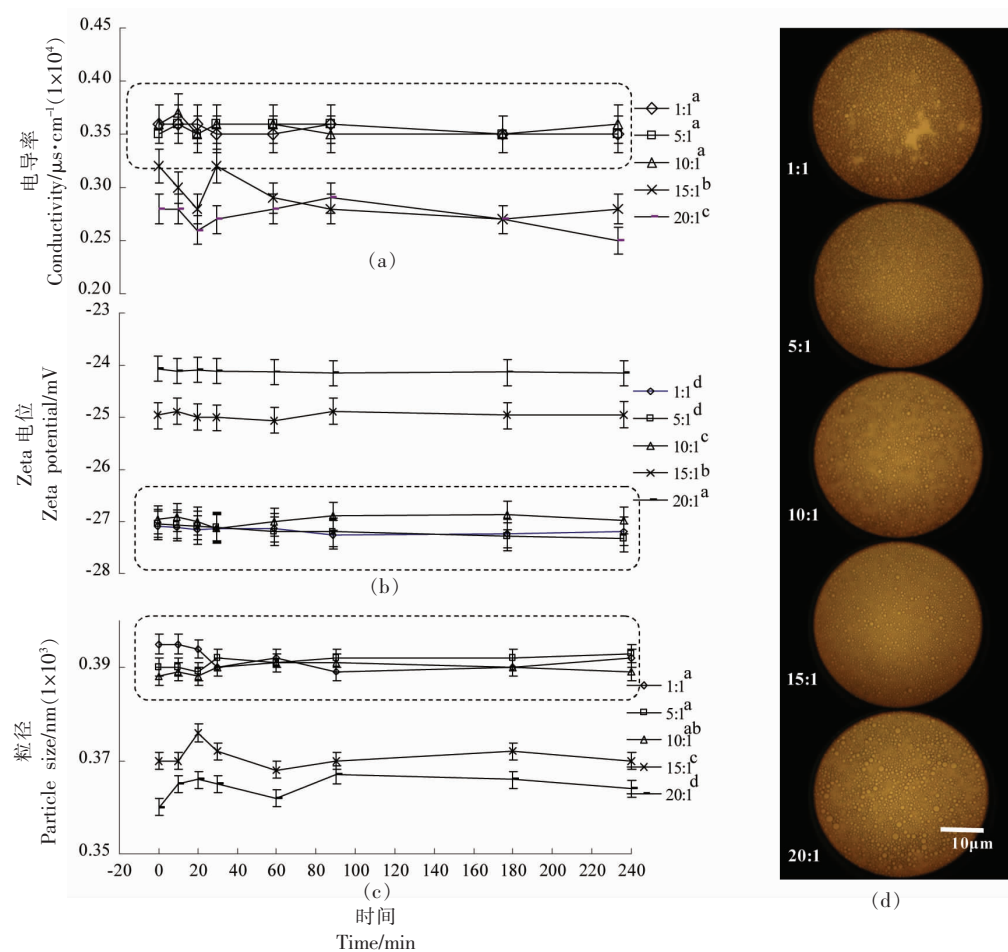 0.45
0.40
0.35
0.30
0.25
0.20
电导率
Conductivity/μs·cm⁻¹(1×10⁴)
1:1ᵃ
5:1ᵃ
10:1ᵃ
15:1ᵇ
20:1ᶜ
(a)
-23
-24
-25
-26
-27
-28
Zeta 电位
Zeta potential/mV
1:1ᵈ
5:1ᵈ
10:1ᶜ
15:1ᵇ
20:1ᵃ
(b)
0.39
0.37
0.35
粒径
Particle size/nm(1×10³)
1:1ᵃ
5:1ᵃ
10:1ᵃᵇ
15:1ᶜ
20:1ᵈ
-20 0 20 40 60 80 100 120 140 160 180 200 220 240
(c)
时间
Time/min
1:1
5:1
10:1
15:1
20:1
10μm
(d)